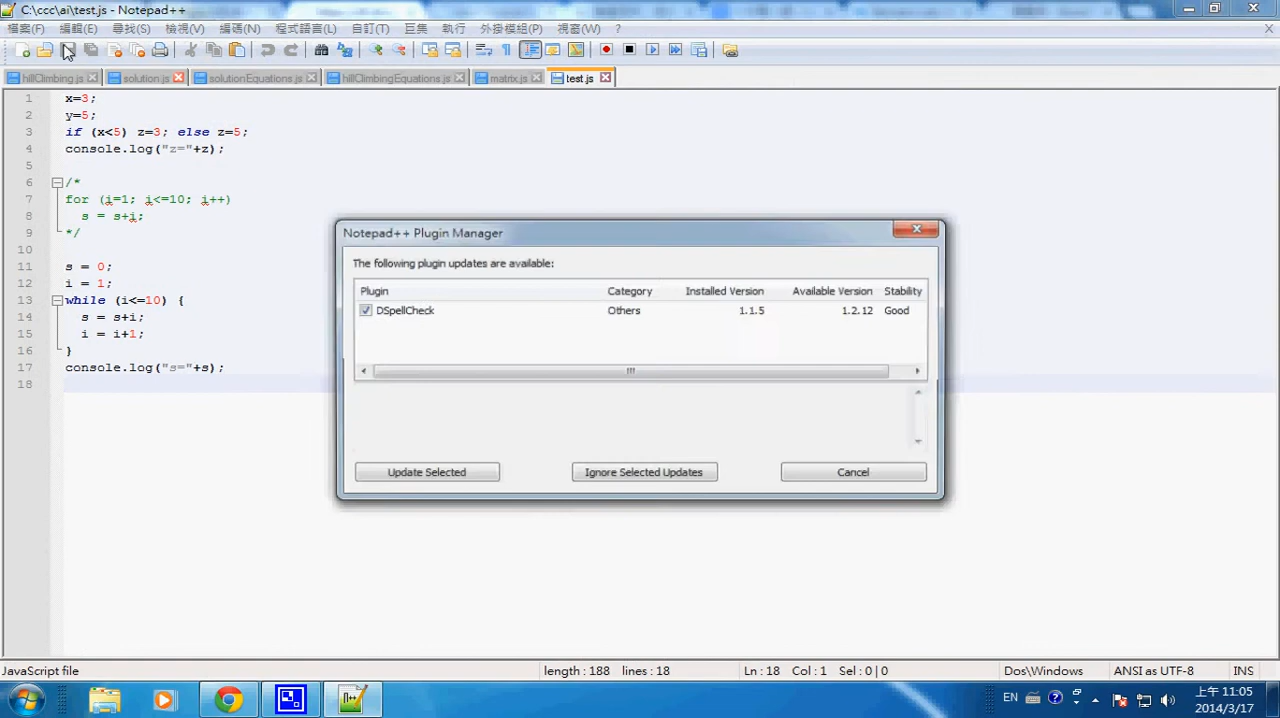 C:\ccc\ai\test.js - Notepad++
檔案(F) 編輯(E) 尋找(S) 檢視(V) 編碼(N) 程式語言(L) 自訂(T) 巨集 執行 外掛模組(P) 視窗(W) ? X
hillClimbing.js solution.js solutionEquations.js hillClimbingEquations.js matrix.js test.js
1 x=3;
2 y=5;
3 if (x<5) z=3; else z=5;
4 console.log("z="+z);
5
6 /*
7 for (i=1; i<=10; i++)
8 s = s+i;
9 */
10
11 s = 0;
12 i = 1;
13 while (i<=10) {
14 s = s+i;
15 i = i+1;
16 }
17 console.log("s="+s);
18
Notepad++ Plugin Manager
The following plugin updates are available:
Plugin Category Installed Version Available Version Stability
DSpellCheck Others 1.1.5 1.2.12 Good
Update Selected Ignore Selected Updates Cancel
JavaScript file length : 188 lines : 18 Ln : 18 Col : 1 Sel : 0 | 0 Dos\Windows ANSI as UTF-8 INS
EN 上午 11:05
2014/3/17